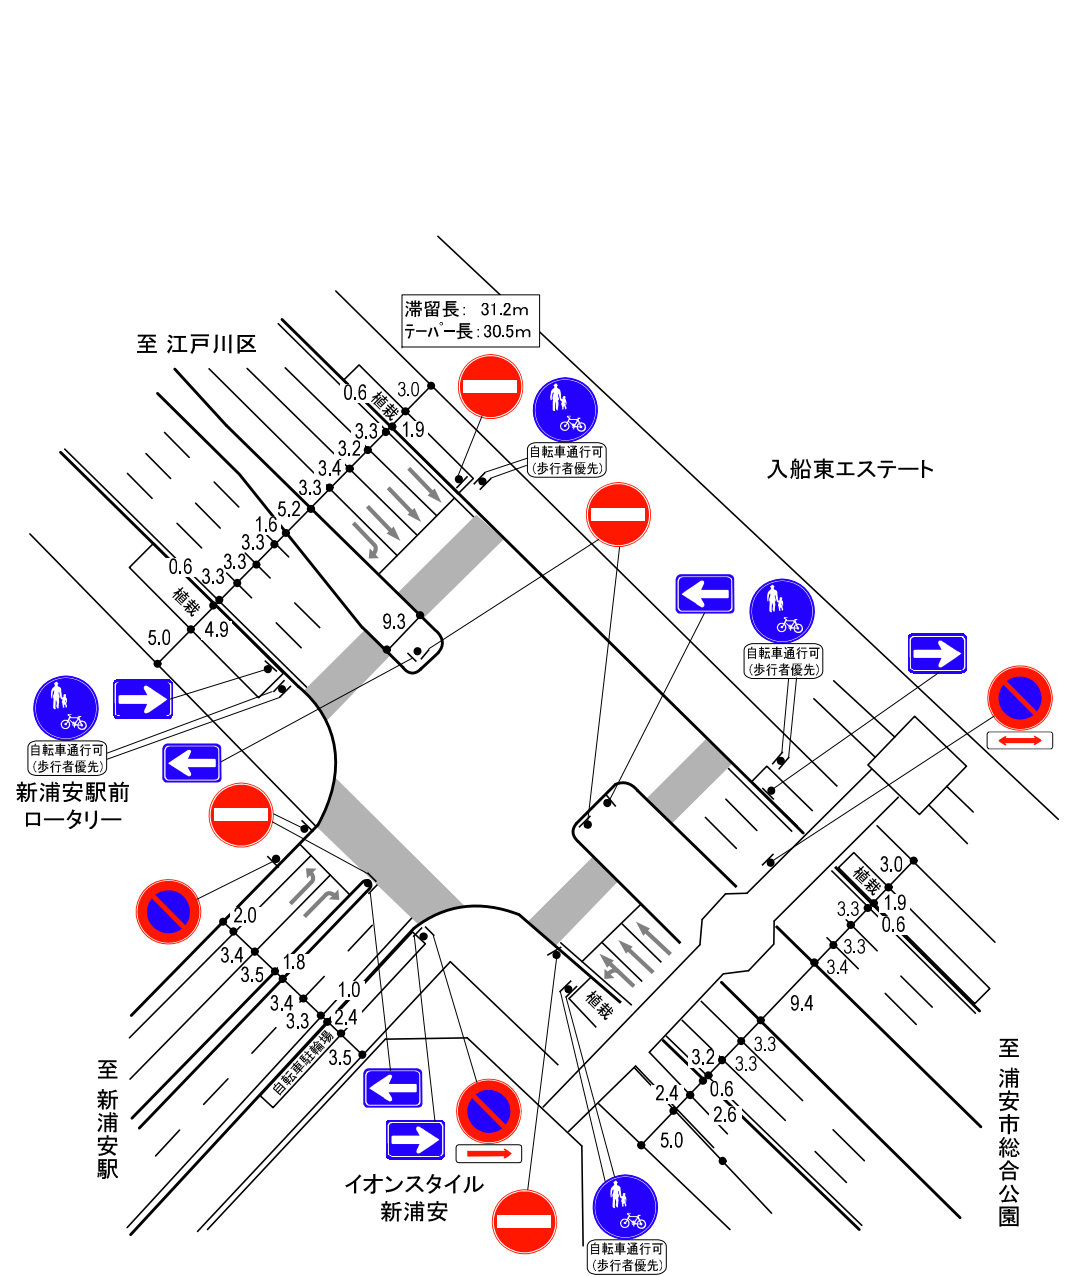 滞留長： 31.2m
テーパー長：30.5m
至 江戸川区
0.6
植栽
3.0
1.9
3.3
3.2
3.4
3.3
5.2
1.6
3.3
3.3
3.3
0.6
植栽
4.9
5.0
9.3
自転車通行可
(歩行者優先)
入船東エステート
自転車通行可
(歩行者優先)
自転車通行可
(歩行者優先)
新浦安駅前
ロータリー
2.0
3.4
3.5
1.8
3.4
3.3
1.0
2.4
3.5
自転車駐輪場
至 新浦安駅
イオンスタイル
新浦安
植栽
自転車通行可
(歩行者優先)
3.0
植栽
1.9
0.6
3.3
3.3
3.4
9.4
3.3
3.3
3.2
0.6
2.4
2.6
5.0
至 浦安市総合公園